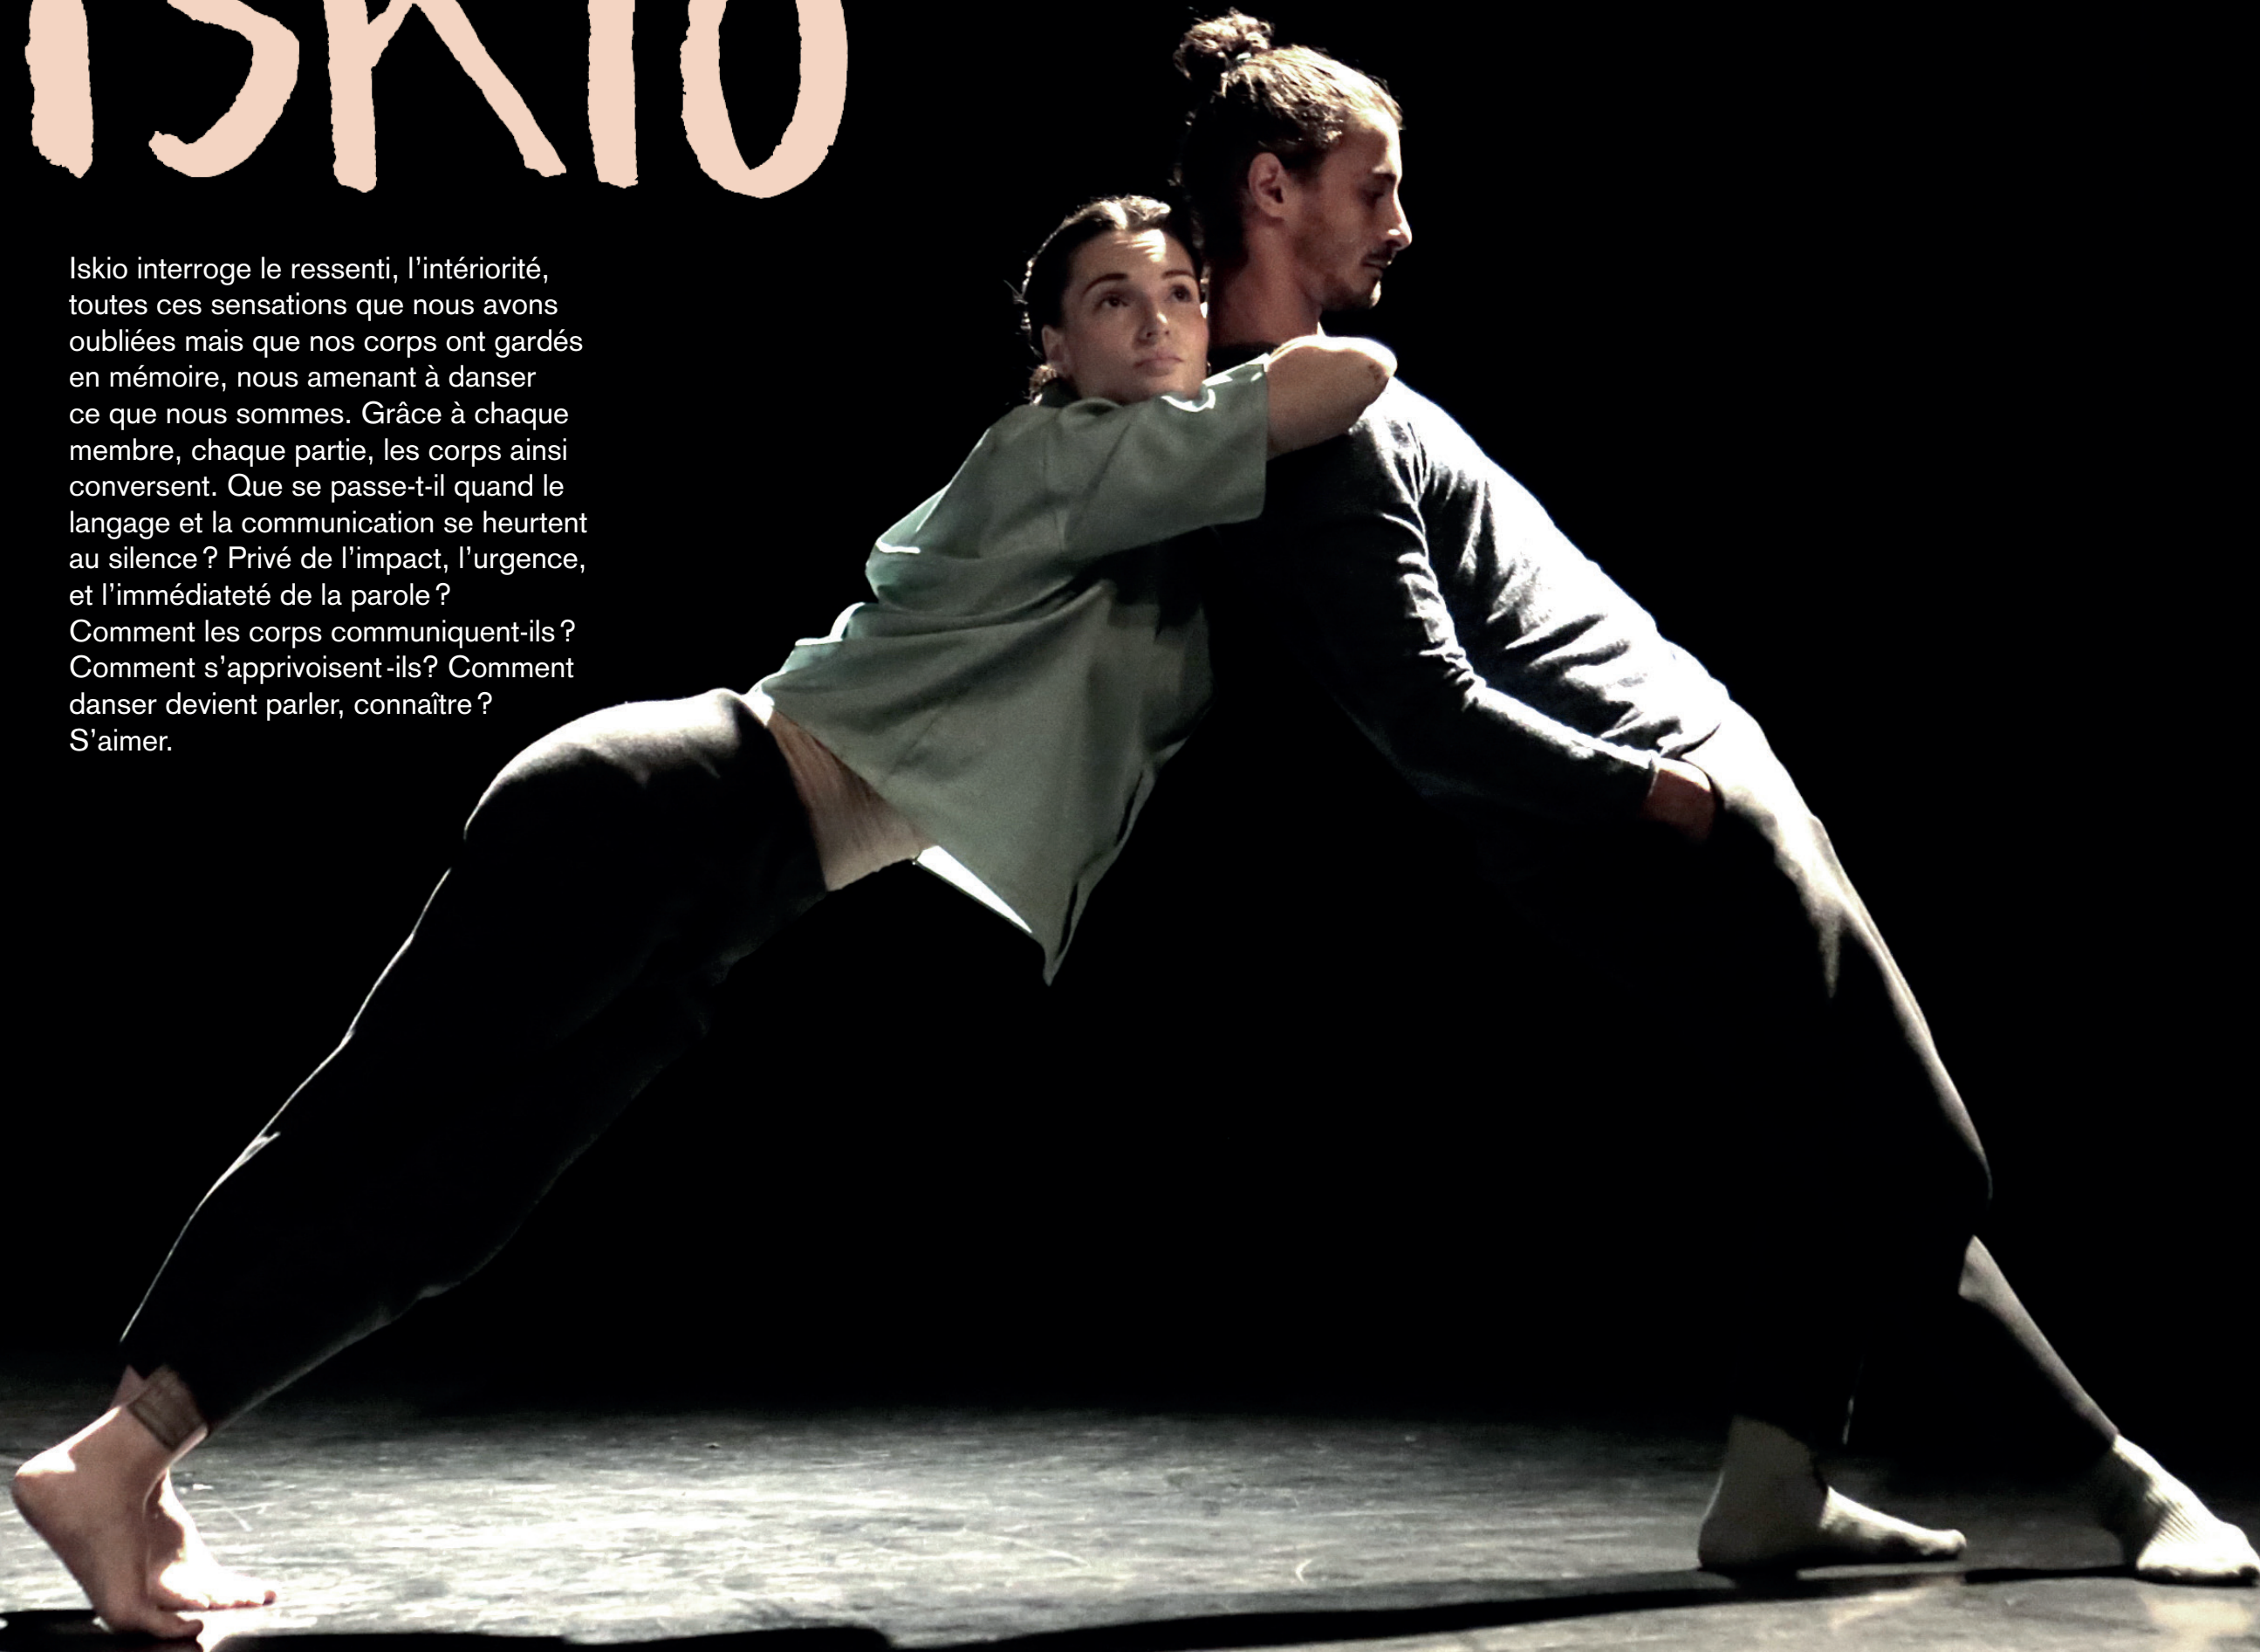 ISKIO
Iskio interroge le ressenti, l’intériorité,
toutes ces sensations que nous avons
oubliées mais que nos corps ont gardés
en mémoire, nous amenant à danser
ce que nous sommes. Grâce à chaque
membre, chaque partie, les corps ainsi
conversent. Que se passe-t-il quand le
langage et la communication se heurtent
au silence ? Privé de l’impact, l’urgence,
et l’immédiateté de la parole ?
Comment les corps communiquent-ils ?
Comment s’apprivoisent-ils? Comment
danser devient parler, connaître ?
S’aimer.